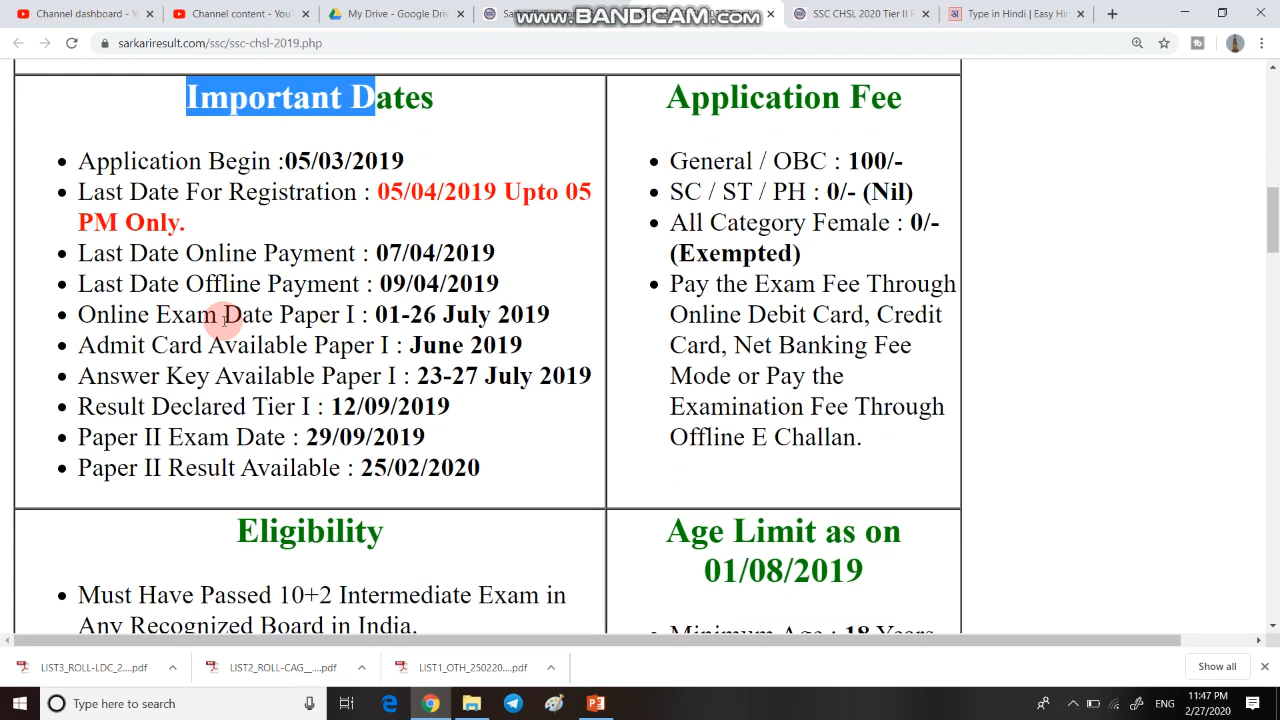 Channel dashboard - Y
Channel content - YouT
My Drive - Google Driv
www.BANDICAM.com
SSC CHSL 2020 Tier II F
Type in Hindi | Easy Hin
sarkariresult.com/ssc/ssc-chsl-2019.php
Important Dates
Application Begin :05/03/2019
Last Date For Registration : 05/04/2019 Upto 05
PM Only.
Last Date Online Payment : 07/04/2019
Last Date Offline Payment : 09/04/2019
Online Exam Date Paper I : 01-26 July 2019
Admit Card Available Paper I : June 2019
Answer Key Available Paper I : 23-27 July 2019
Result Declared Tier I : 12/09/2019
Paper II Exam Date : 29/09/2019
Paper II Result Available : 25/02/2020
Application Fee
General / OBC : 100/-
SC / ST / PH : 0/- (Nil)
All Category Female : 0/-
(Exempted)
Pay the Exam Fee Through
Online Debit Card, Credit
Card, Net Banking Fee
Mode or Pay the
Examination Fee Through
Offline E Challan.
Eligibility
Must Have Passed 10+2 Intermediate Exam in
Any Recognized Board in India.
Age Limit as on
01/08/2019
Minimum Age : 18 Years
LIST3_ROLL-LDC_2....pdf
LIST2_ROLL-CAG__....pdf
LIST1_OTH_250220....pdf
Show all
Type here to search
ENG
11:47 PM
2/27/2020